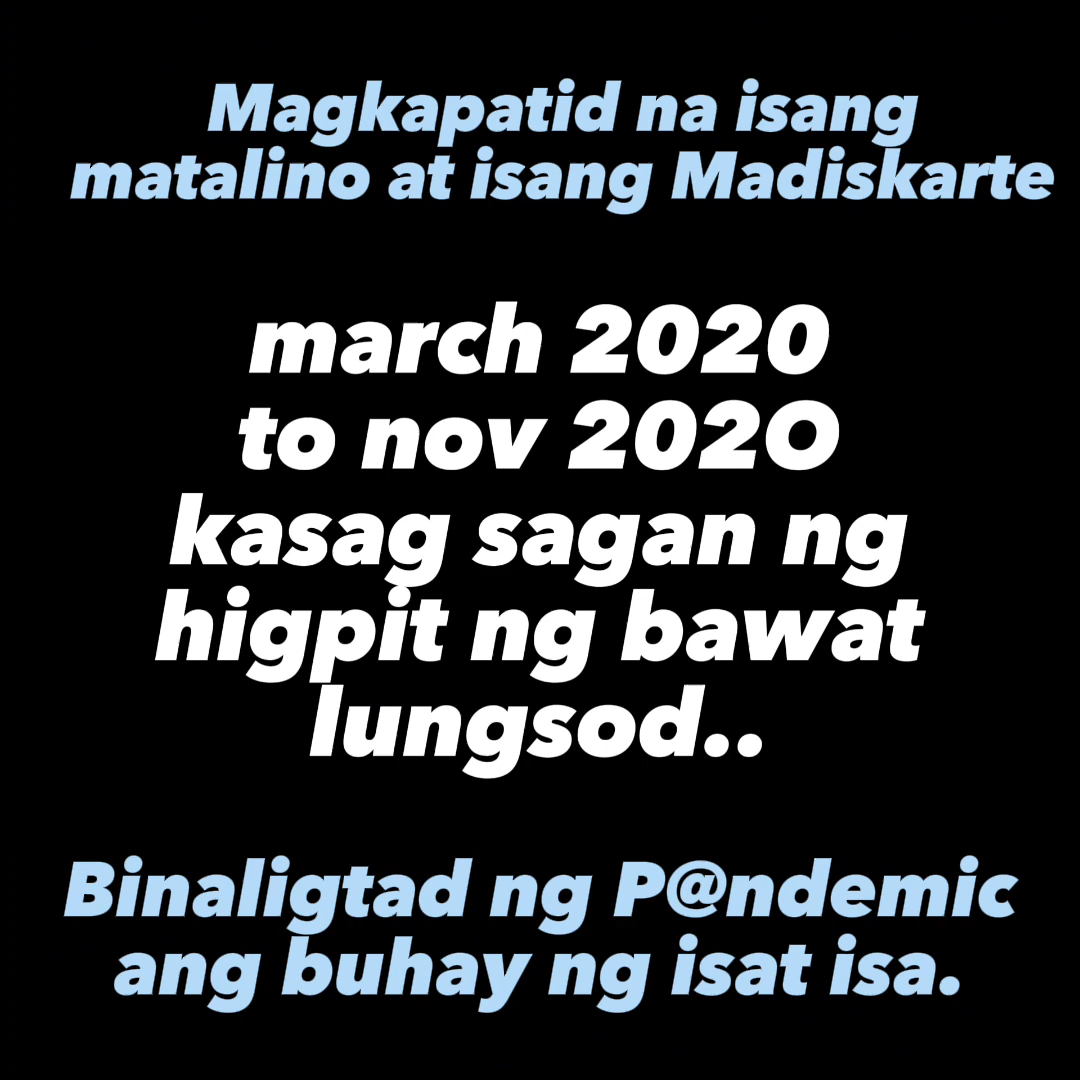 Magkapatid na isang
matalino at isang Madiskarte
march 2020
to nov 202O
kasag sagan ng
higpit ng bawat
lungsod..
Binaligtad ng P@ndemic
ang buhay ng isat isa.